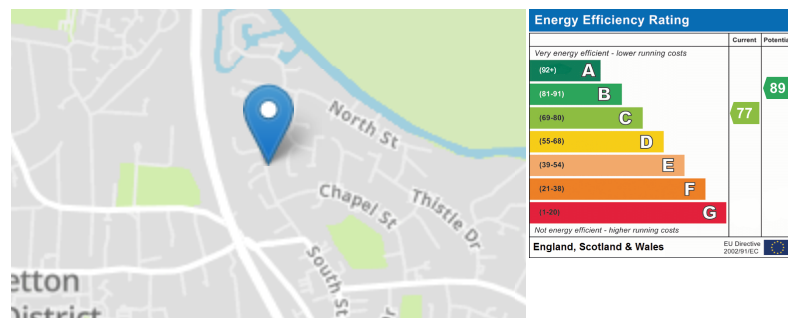 North St
Chapel St
Thistle Dr
South St
etton
District
Dr
Energy Efficiency Rating
Current
Potentia
Very energy efficient - lower running costs
(92+) A
(81-91) B
89
(69-80) C
77
(55-68) D
(39-54) E
(21-38) F
(1-20) G
Not energy efficient - higher running costs
England, Scotland & Wales
EU Directive
2002/91/EC